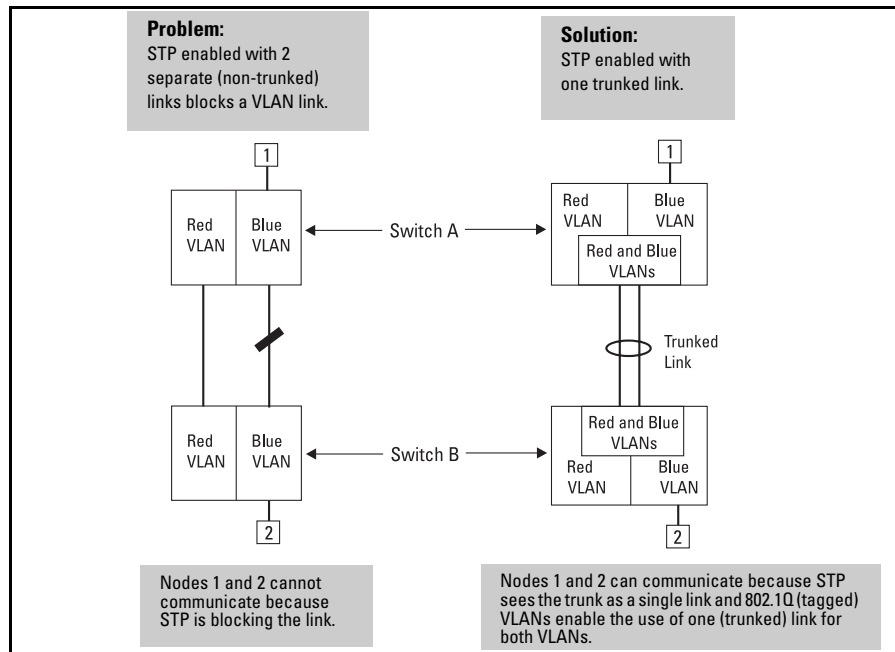 Problem:
STP enabled with 2
separate (non-trunked)
links blocks a VLAN link.
Solution:
STP enabled with
one trunked link.
1
1
Red
VLAN
Blue
VLAN
Switch A
Red
VLAN
Blue
VLAN
Red and Blue
VLANs
Trunked
Link
Red
VLAN
Blue
VLAN
Switch B
Red and Blue
VLANs
Red
VLAN
Blue
VLAN
2
2
Nodes 1 and 2 cannot
communicate because
STP is blocking the link.
Nodes 1 and 2 can communicate because STP
sees the trunk as a single link and 802.1Q (tagged)
VLANs enable the use of one (trunked) link for
both VLANs.